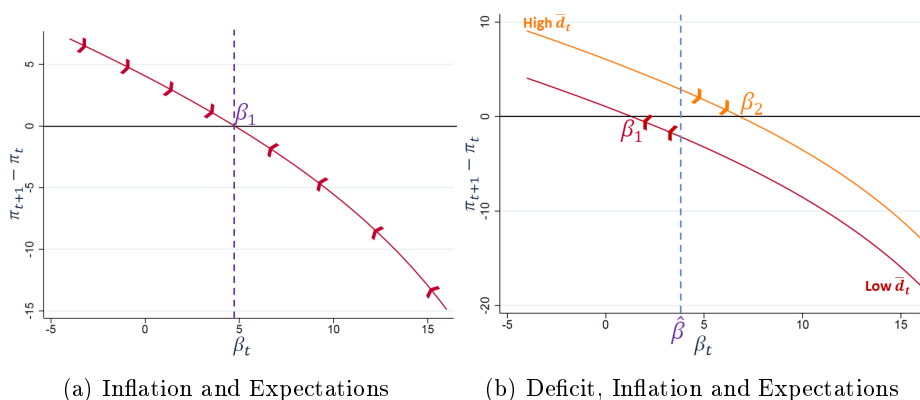 5
0
-5
-10
-15
π_{t+1} − π_t
β_1
0
5
10
15
β_t
(a) Inflation and Expectations
10
0
-10
-20
π_{t+1} − π_t
High d̄_t
β_2
β_1
Low d̄_t
-5
0
5
10
15
β̂
β_t
(b) Deficit, Inflation and Expectations